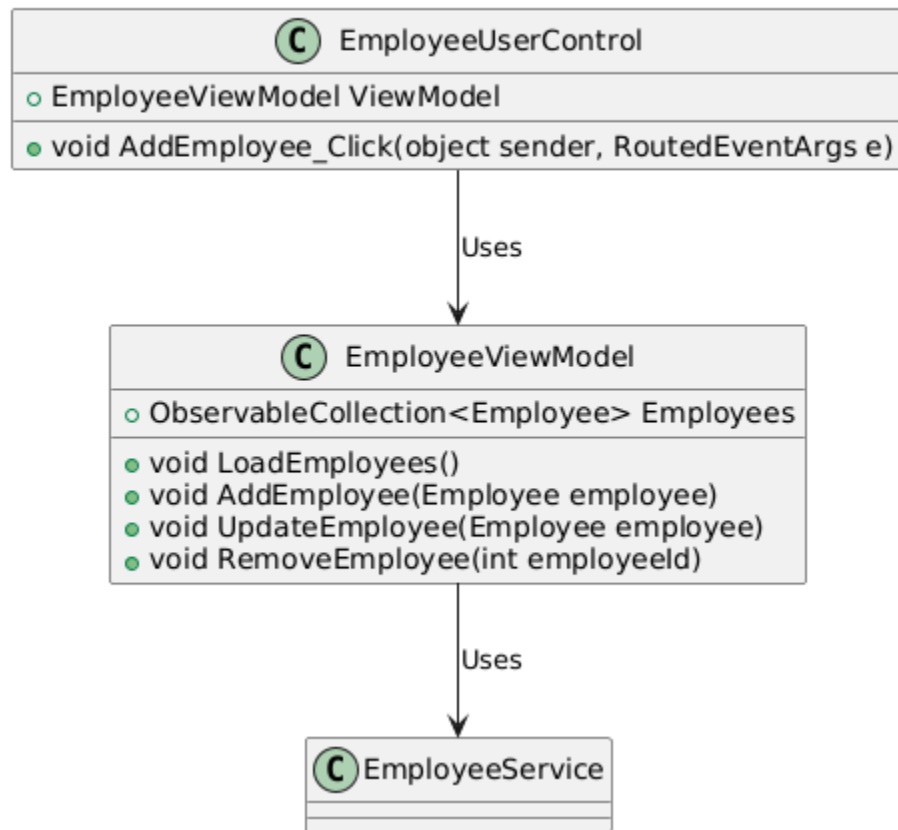 C EmployeeUserControl
EmployeeViewModel ViewModel
void AddEmployee_Click(object sender, RoutedEventArgs e)
Uses
C EmployeeViewModel
ObservableCollection<Employee> Employees
void LoadEmployees()
void AddEmployee(Employee employee)
void UpdateEmployee(Employee employee)
void RemoveEmployee(int employeeId)
Uses
C EmployeeService